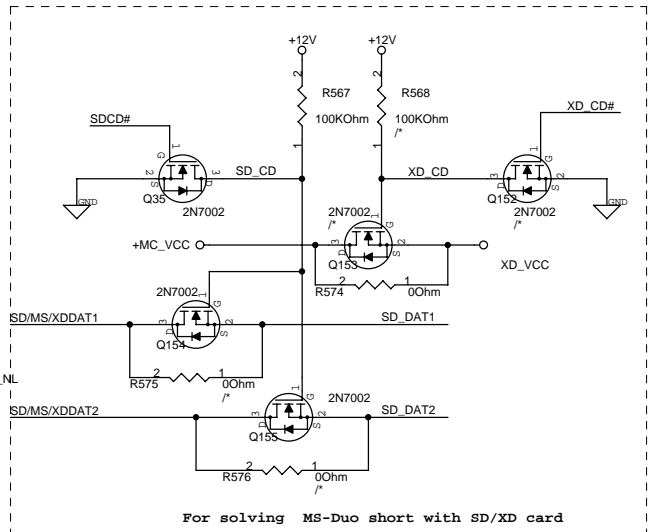 +12V +12V
2 2
R567 R568
SDCD# 100KOhm 100KOhm XD_CD#
/*
1 1
1 G SD_CD XD_CD 1 G
2 S D 3 3 D S 2
GND Q35 2N7002 2N7002 /* Q152 2N7002 /* GND
1 G
+MC_VCC 3 D S 2 XD_VCC
Q153
2N7002 R574 2 1 0Ohm
1 G
SD/MS/XDDAT1 3 D S 2 SD_DAT1
Q154
R575 2 1 0Ohm
/*
_NL
1 G 2N7002
SD/MS/XDDAT2 3 D S 2 SD_DAT2
Q155
R576 2 1 0Ohm
/*
For solving MS-Duo short with SD/XD card